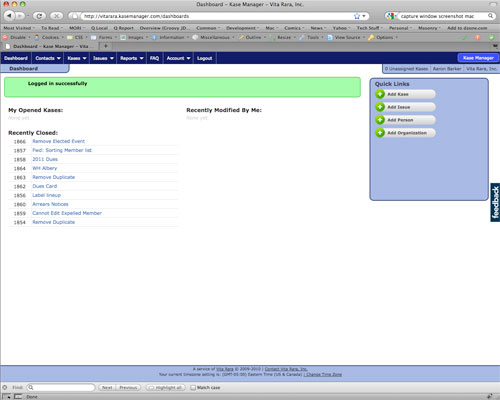 Dashboard - Kase Manager - Vita Rara, Inc.
http://vitarara.kasemanager.com/dashboards
capture window screenshot mac
Most Visited To Read MORI Q Local Q Report Overview (Groovy JD... Mac Comics News Yahoo Tech Stuff Personal Masonry Add to dzone.com
Disable Cookies CSS Forms Images Information Miscellaneous Outline Resize Tools View Source Options
Dashboard - Kase Manager - Vita ...
Dashboard Contacts Kases Issues Reports FAQ Account Logout Kase Manager
Dashboard 0 Unassigned Kases Aaron Barker Vita Rara, Inc.
Logged in successfully
Quick Links
Add Kase
Add Issue
Add Person
Add Organization
My Opened Kases:
None yet.
Recently Modified By Me:
None yet.
Recently Closed:
1866 Remove Elected Event
1857 Fwd: Sorting Member list
1858 2011 Dues
1864 WH Albery
1863 Remove Duplicate
1862 Dues Card
1856 Label lineup
1860 Arrears Notices
1859 Cannot Edit Expelled Member
1854 Remove Duplicate
feedback
A service of Vita Rara © 2009-2010 | Contact Vita Rara, Inc.
Your current timezone setting is: (GMT-05:00) Eastern Time (US & Canada) | Change Time Zone
Find: Next Previous Highlight all Match case
Done